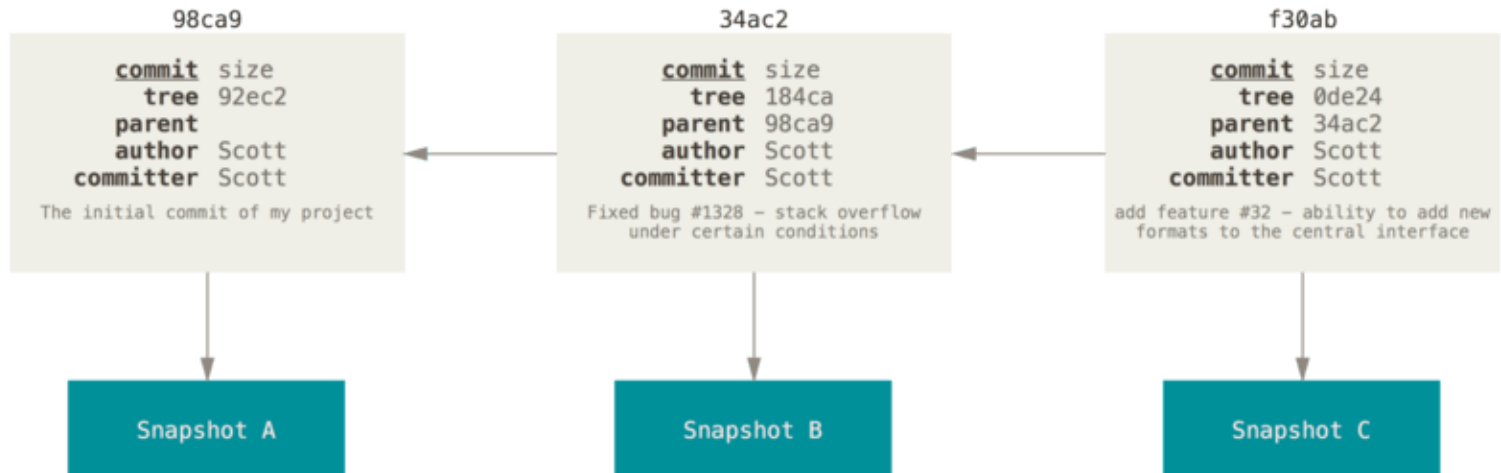 98ca9
commit size
tree 92ec2
parent
author Scott
committer Scott
The initial commit of my project
Snapshot A
34ac2
commit size
tree 184ca
parent 98ca9
author Scott
committer Scott
Fixed bug #1328 – stack overflow
under certain conditions
Snapshot B
f30ab
commit size
tree 0de24
parent 34ac2
author Scott
committer Scott
add feature #32 – ability to add new
formats to the central interface
Snapshot C